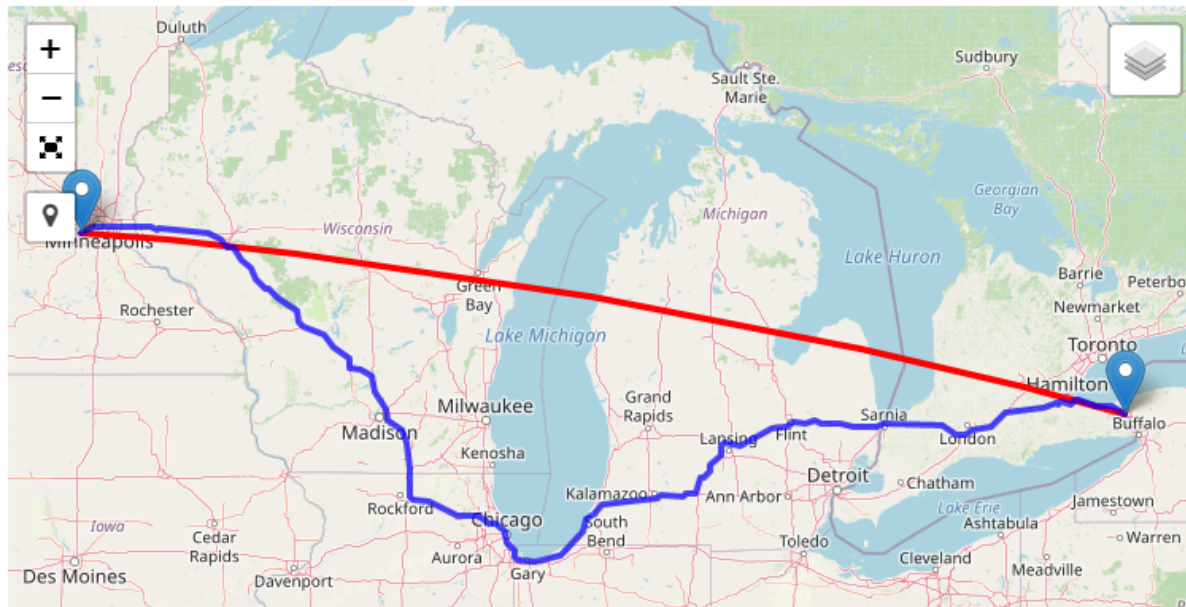 Duluth
+
−
Sudbury
Sault Ste.
Marie
Georgian
Bay
Michigan
Wisconsin
Minneapolis
Lake Huron
Barrie
Green
Bay
Rochester
Newmarket
Lake Michigan
Toronto
Hamilton
Grand
Rapids
Milwaukee
Sarnia
Buffalo
Madison
Lansing
Flint
London
Kenosha
Detroit
Chatham
Kalamazoo
Ann Arbor
Jamestown
Rockford
Lake Erie
Chicago
South
Bend
Ashtabula
Iowa
Cedar
Rapids
Warren
Toledo
Aurora
Cleveland
Meadville
Gary
Des Moines
Davenport